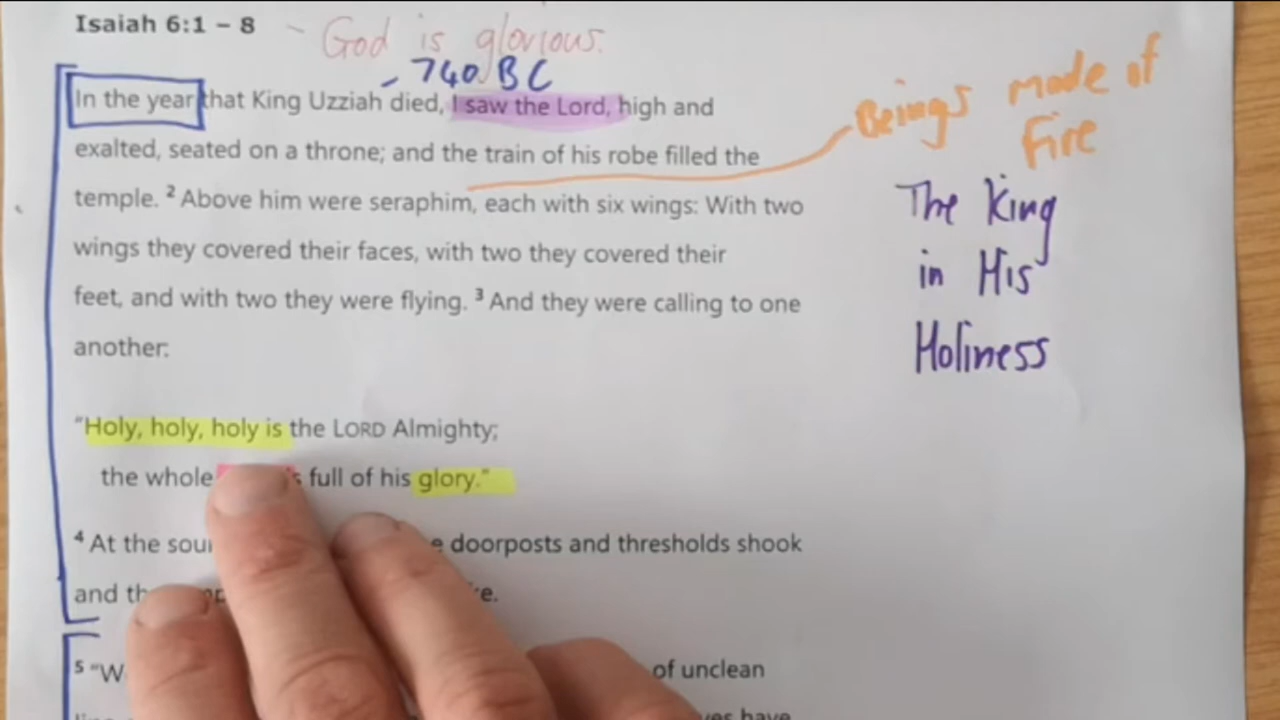 Isaiah 6:1 – 8 ~ God is glorious.
- 740 BC
In the year that King Uzziah died, I saw the Lord, high and
exalted, seated on a throne; and the train of his robe filled the
temple. ² Above him were seraphim, each with six wings: With two
wings they covered their faces, with two they covered their
feet, and with two they were flying. ³ And they were calling to one
another:
"Holy, holy, holy is the LORD Almighty;
the whole full of his glory."
⁴ At the doorposts and thresholds shook
and
⁵ of unclean
have
Beings made of
Fire
The King
in His
Holiness